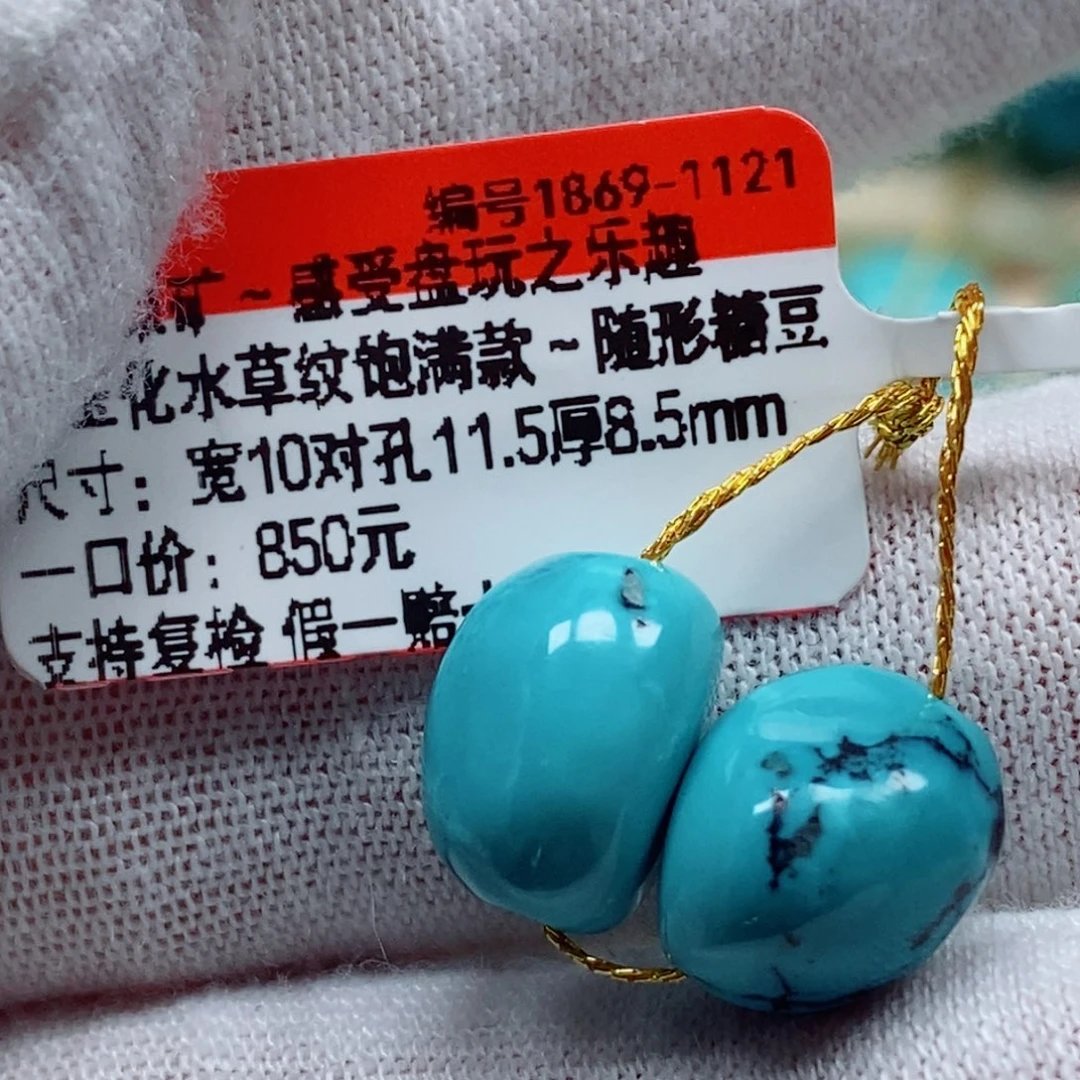 编号1869-1121
矿~感受盘玩之乐趣
化水草纹饱满款~随形糖豆
尺寸：宽10对孔11.5厚8.5mm
一口价：850元
支持复检 假一赔